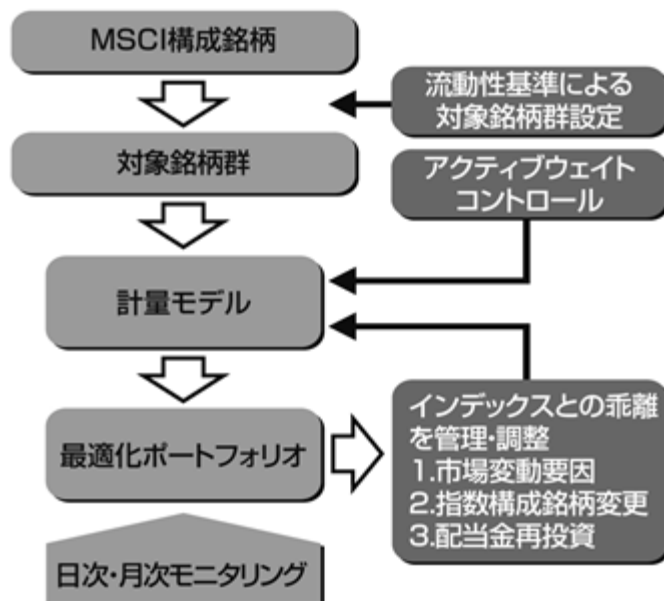 MSCI構成銘柄
流動性基準による
対象銘柄群設定
対象銘柄群
アクティブウェイト
コントロール
計量モデル
最適化ポートフォリオ
インデックスとの乖離
を管理・調整
1.市場変動要因
2.指数構成銘柄変更
3.配当金再投資
日次・月次モニタリング